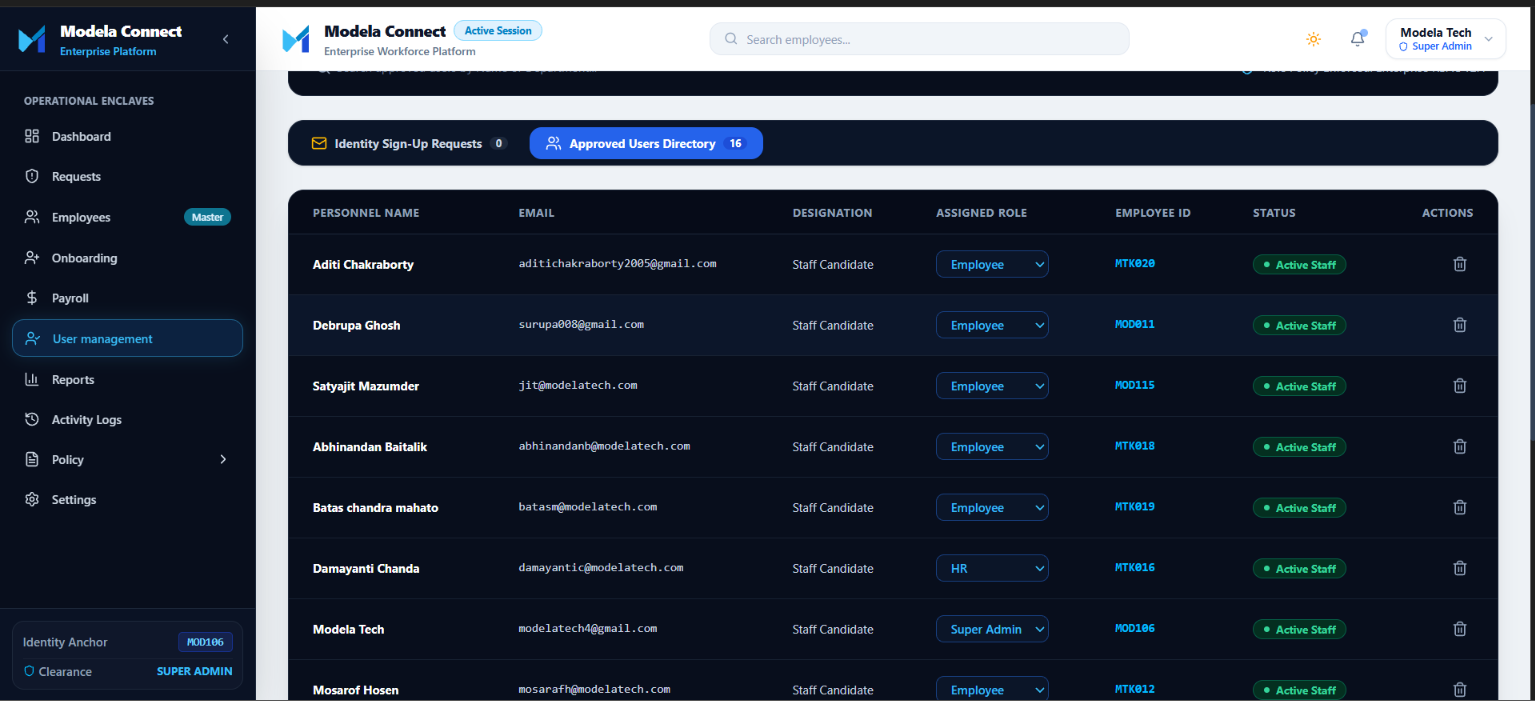 Modela Connect
Enterprise Platform
OPERATIONAL ENCLAVES
Dashboard
Requests
Employees Master
Onboarding
Payroll
User management
Reports
Activity Logs
Policy
Settings
Identity Anchor MOD106
Clearance SUPER ADMIN
Modela Connect Active Session
Enterprise Workforce Platform
Search employees...
Modela Tech
Super Admin
Identity Sign-Up Requests 0 Approved Users Directory 16
PERSONNEL NAME EMAIL DESIGNATION ASSIGNED ROLE EMPLOYEE ID STATUS ACTIONS
Aditi Chakraborty aditichakraborty2005@gmail.com Staff Candidate Employee MTK020 Active Staff
Debrupa Ghosh surupa008@gmail.com Staff Candidate Employee MOD011 Active Staff
Satyajit Mazumder jit@modelatech.com Staff Candidate Employee MOD115 Active Staff
Abhinandan Baitalik abhinandanb@modelatech.com Staff Candidate Employee MTK018 Active Staff
Batas chandra mahato batasm@modelatech.com Staff Candidate Employee MTK019 Active Staff
Damayanti Chanda damayantic@modelatech.com Staff Candidate HR MTK016 Active Staff
Modela Tech modelatech4@gmail.com Staff Candidate Super Admin MOD106 Active Staff
Mosarof Hosen mosarafh@modelatech.com Staff Candidate Employee MTK012 Active Staff